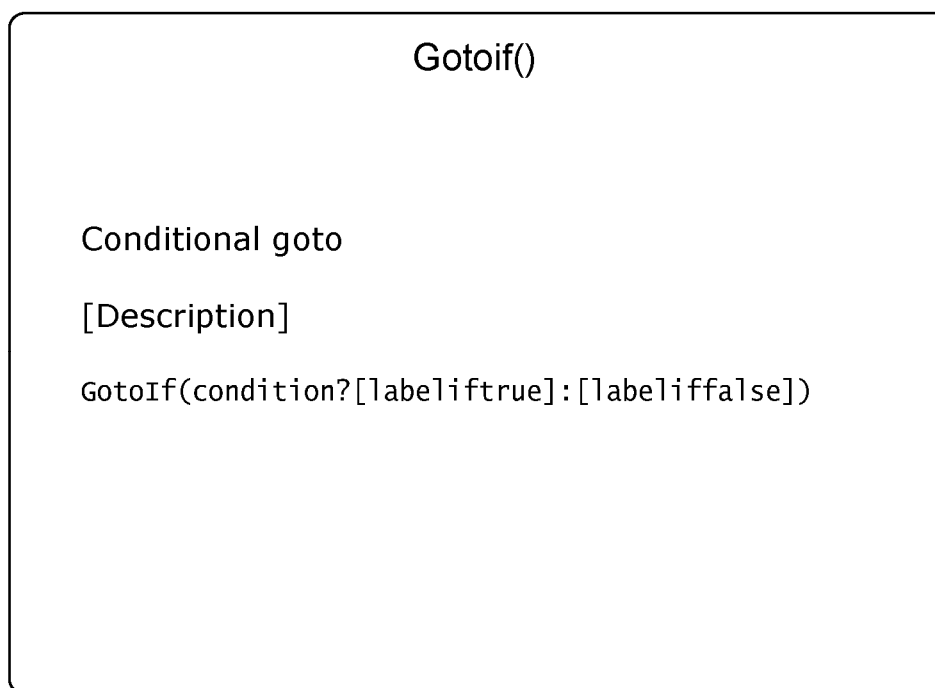 Gotoif()
Conditional goto
[Description]
GotoIf(condition?[labeliftrue]:[labeliffalse])